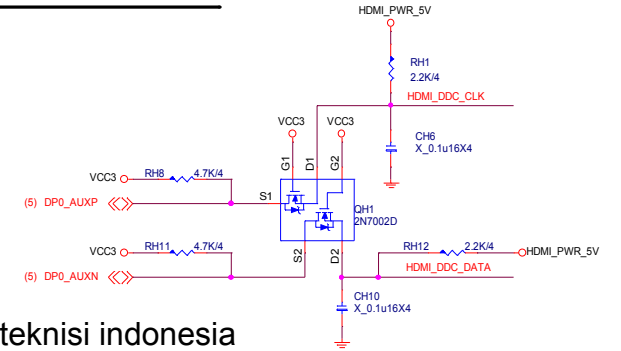 HDMI_PWR_5V
RH1
2.2K/4
HDMI_DDC_CLK
VCC3 VCC3
CH6
X_0.1u16X4
G1 D1 G2
VCC3 RH8 4.7K/4
S1
(5) DP0_AUXP
QH1
2N7002D
S2 D2
VCC3 RH11 4.7K/4
RH12 2.2K/4 HDMI_PWR_5V
HDMI_DDC_DATA
(5) DP0_AUXN
CH10
X_0.1u16X4
teknisi indonesia